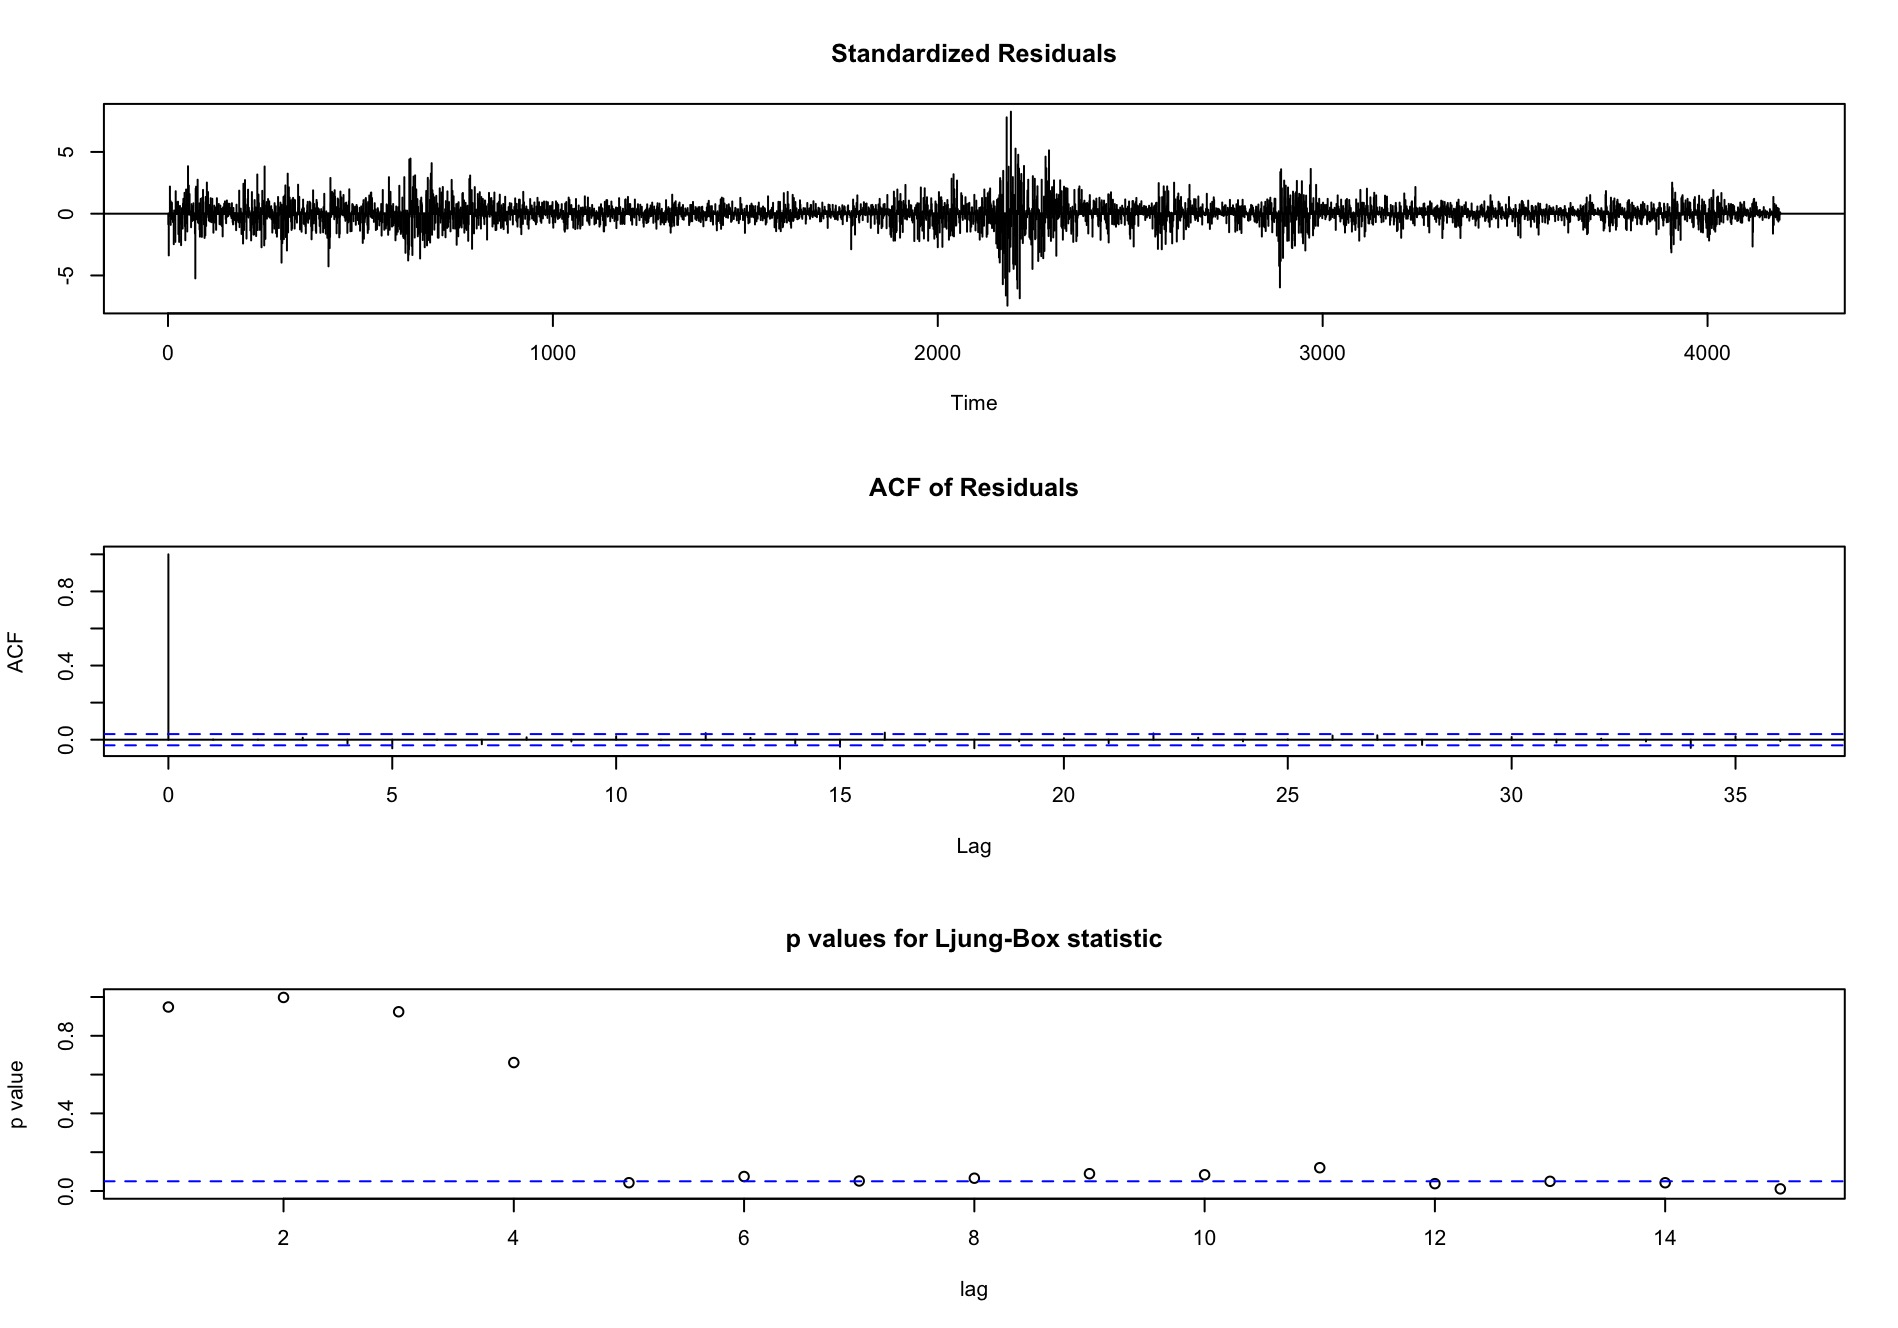 Standardized Residuals
5
0
-5
0 1000 2000 3000 4000
Time
ACF of Residuals
ACF
0.8
0.4
0.0
0 5 10 15 20 25 30 35
Lag
p values for Ljung-Box statistic
p value
0.8
0.4
0.0
2 4 6 8 10 12 14
lag